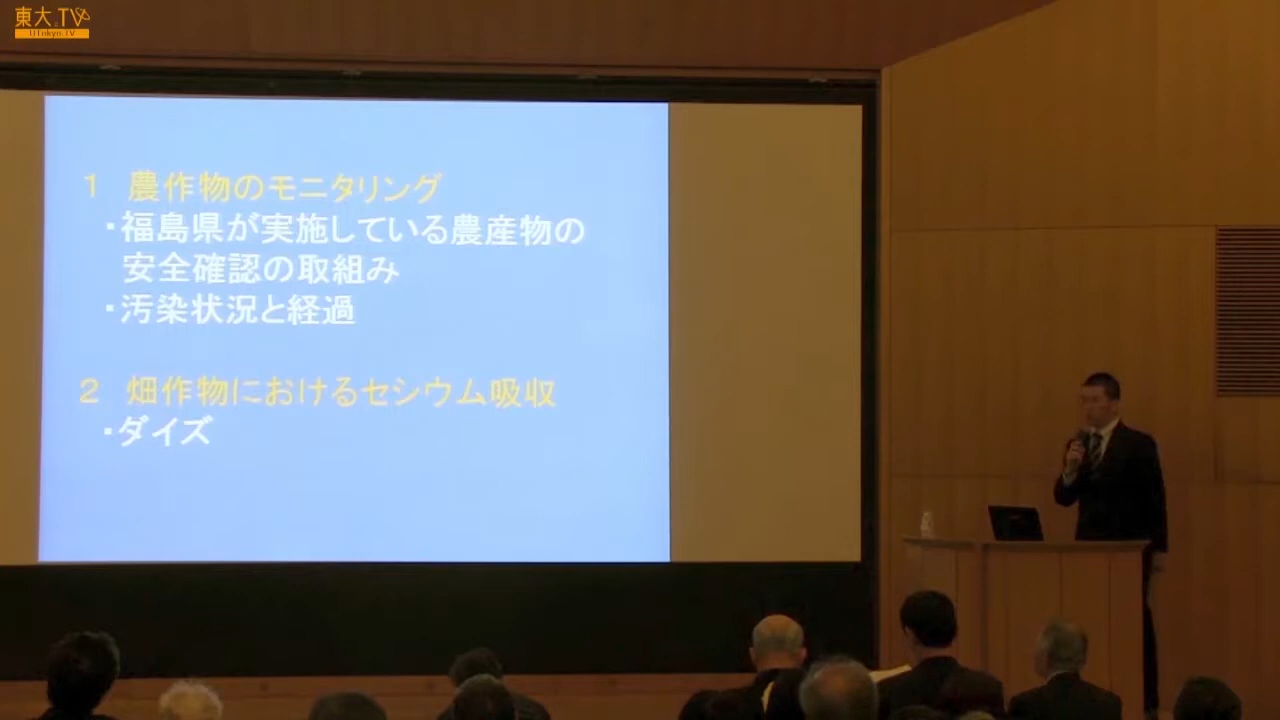 東大TV
UTokyo.TV
１ 農作物のモニタリング
・福島県が実施している農産物の
安全確認の取組み
・汚染状況と経過
２ 畑作物におけるセシウム吸収
・ダイズ